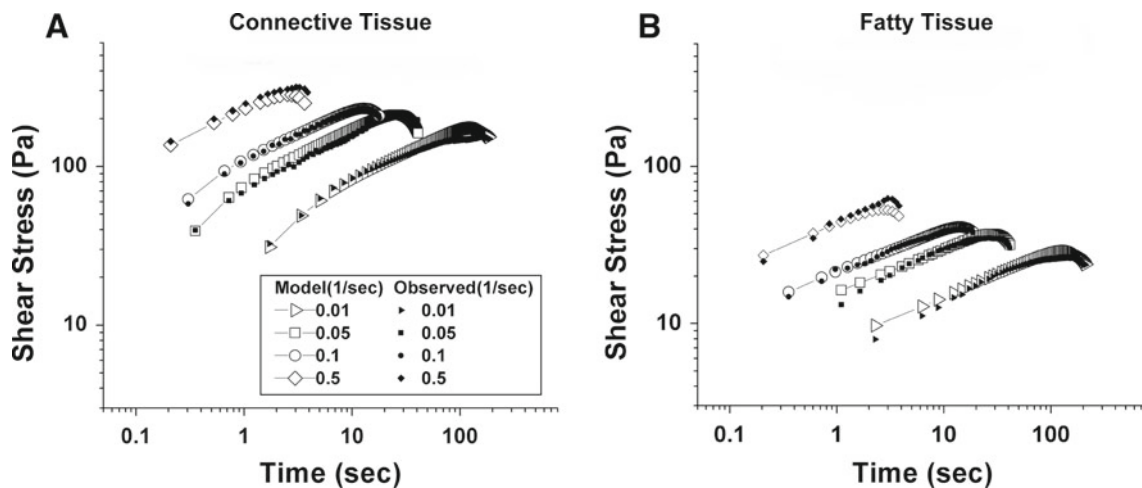 A
Connective Tissue
Shear Stress (Pa)
100
10
Model(1/sec) Observed(1/sec)
0.01 0.01
0.05 0.05
0.1 0.1
0.5 0.5
0.1 1 10 100
Time (sec)
B
Fatty Tissue
Shear Stress (Pa)
100
10
0.1 1 10 100
Time (sec)